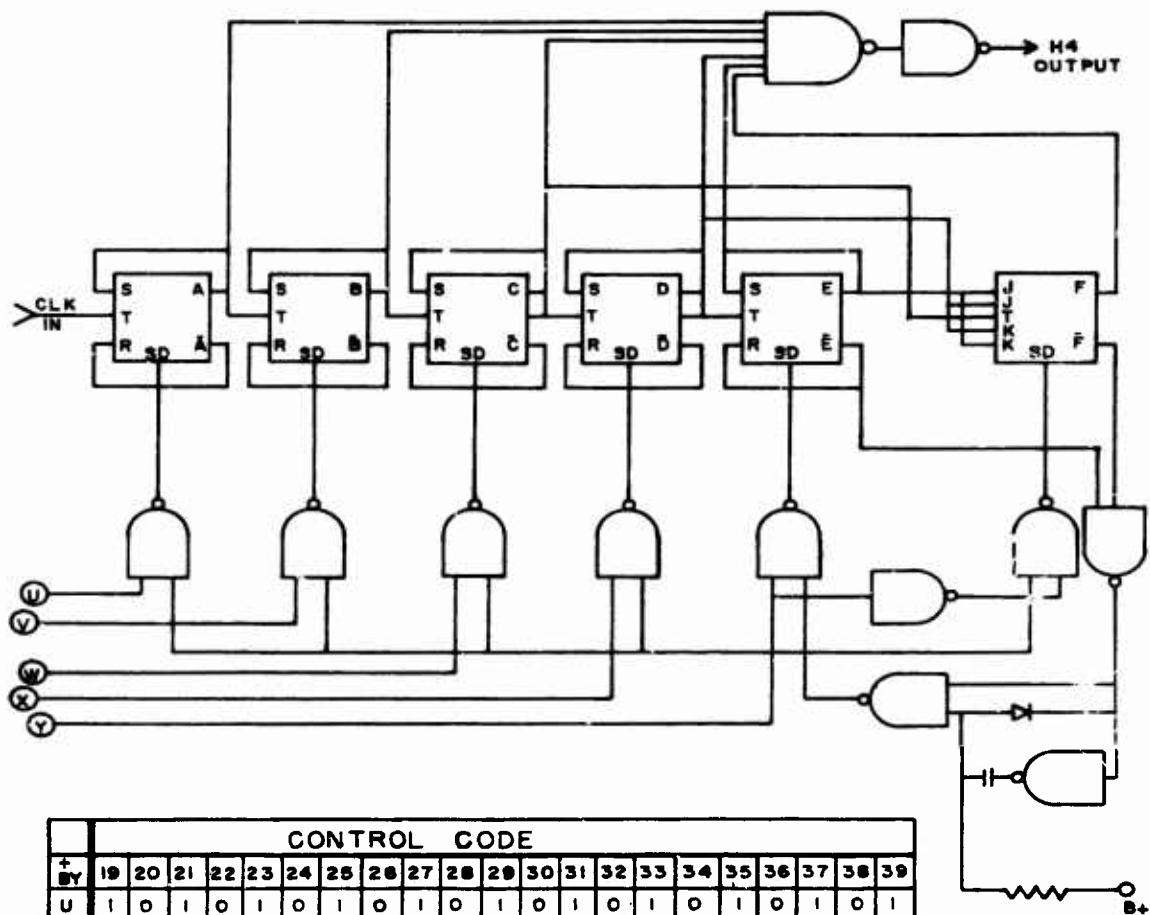 H4
OUTPUT
CLK
IN
S A
T
R SD Ā
S B
T
R SD B̄
S C
T
R SD C̄
S D
T
R SD D̄
S E
T
R SD Ē
J F
J
T
K
K SD F̄
U
V
W
X
Y
B+
CONTROL CODE
+ BY 19 20 21 22 23 24 25 26 27 28 29 30 31 32 33 34 35 36 37 38 39
U 1 0 1 0 1 0 1 0 1 0 1 0 1 0 1 0 1 0 1 0 1